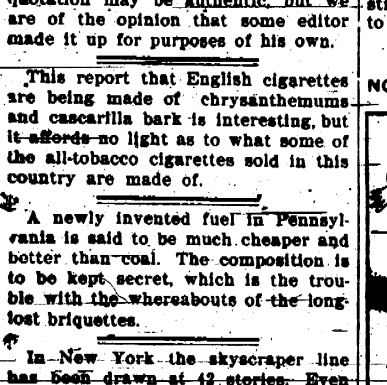 quotation may be authentic, but we
are of the opinion that some editor
made it up for purposes of his own.
This report that English cigarettes
are being made of chrysanthemums
and cascarilla bark is interesting, but
it affords no light as to what some of
the all-tobacco cigarettes sold in this
country are made of.
A newly invented fuel in Pennsyl-
vania is said to be much cheaper and
better than coal. The composition is
to be kept secret, which is the trou-
ble with the whereabouts of the long-
lost briquettes.
In New York the skyscraper line
has been drawn at 42 stories. Even
to